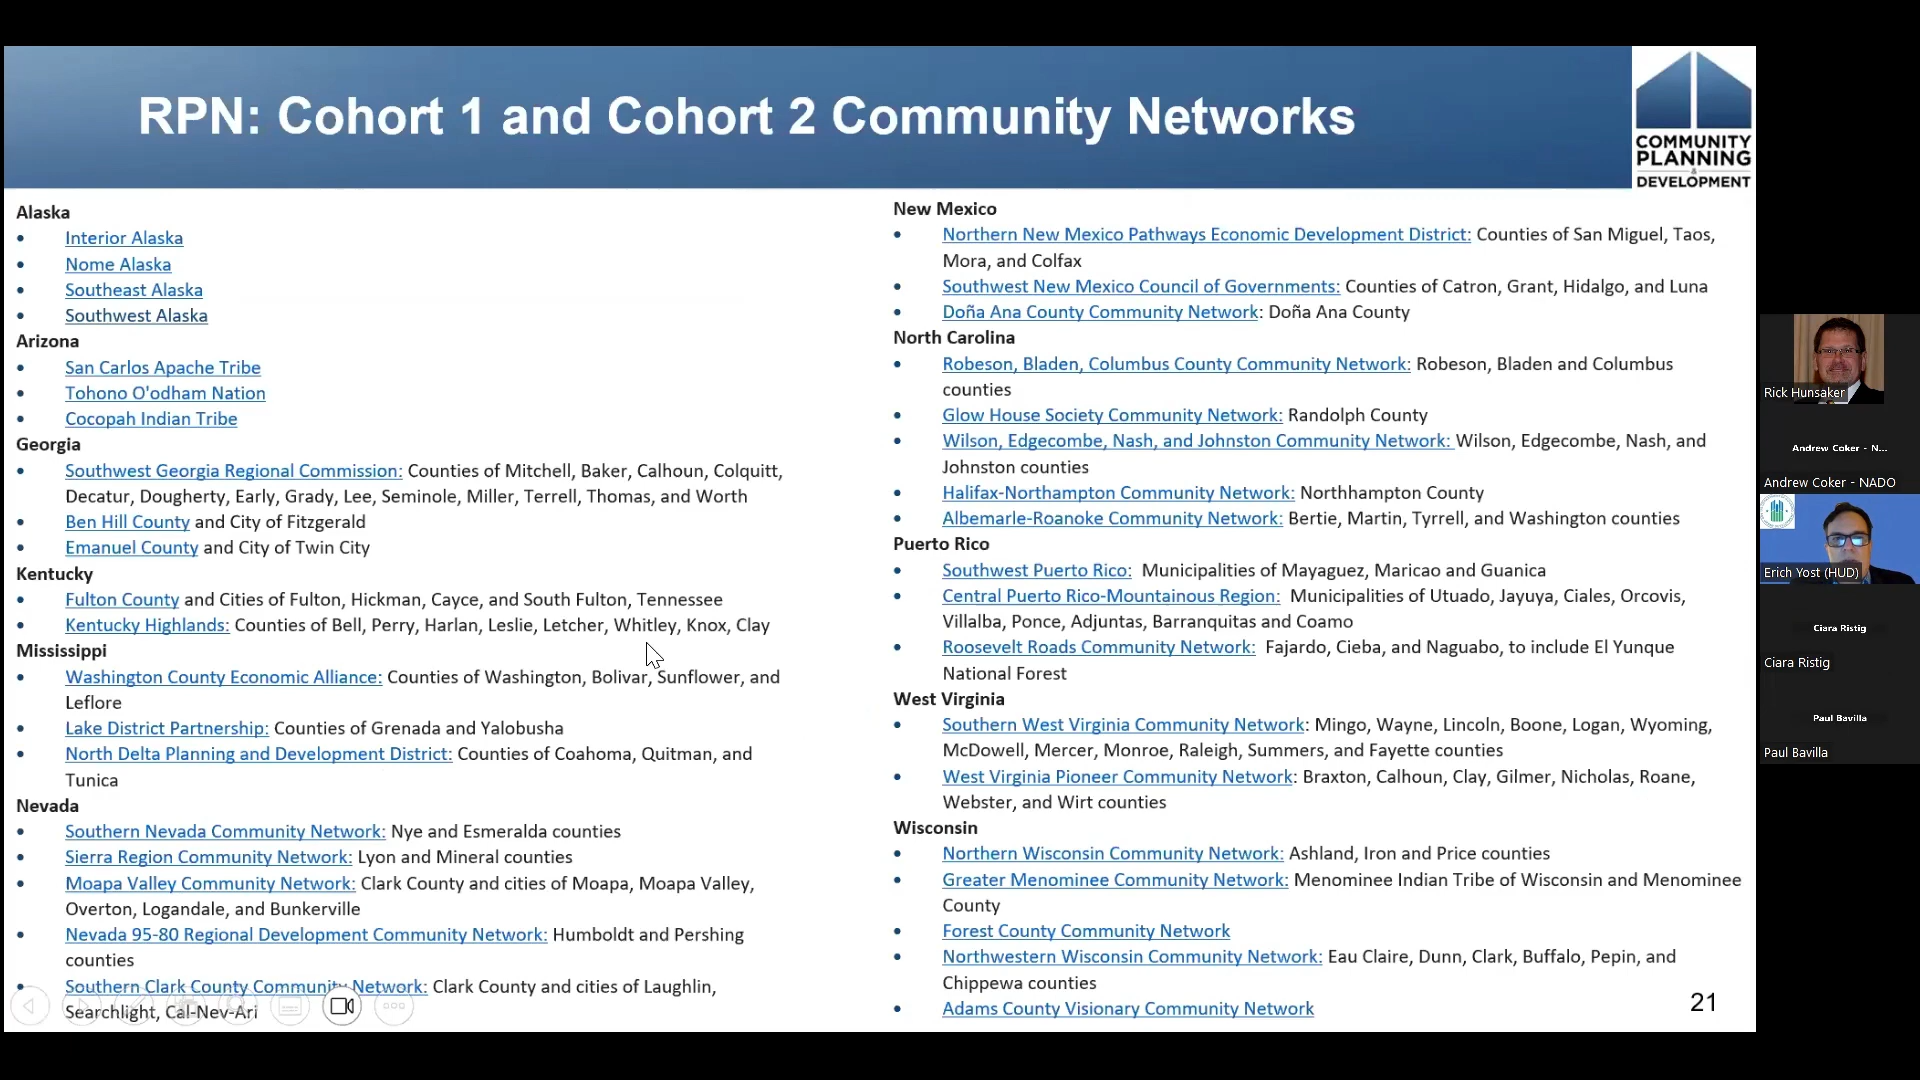 RPN: Cohort 1 and Cohort 2 Community Networks
COMMUNITY
PLANNING
&
DEVELOPMENT
Alaska
• Interior Alaska
• Nome Alaska
• Southeast Alaska
• Southwest Alaska
Arizona
• San Carlos Apache Tribe
• Tohono O'odham Nation
• Cocopah Indian Tribe
Georgia
• Southwest Georgia Regional Commission: Counties of Mitchell, Baker, Calhoun, Colquitt,
Decatur, Dougherty, Early, Grady, Lee, Seminole, Miller, Terrell, Thomas, and Worth
• Ben Hill County and City of Fitzgerald
• Emanuel County and City of Twin City
Kentucky
• Fulton County and Cities of Fulton, Hickman, Cayce, and South Fulton, Tennessee
• Kentucky Highlands: Counties of Bell, Perry, Harlan, Leslie, Letcher, Whitley, Knox, Clay
Mississippi
• Washington County Economic Alliance: Counties of Washington, Bolivar, Sunflower, and
Leflore
• Lake District Partnership: Counties of Grenada and Yalobusha
• North Delta Planning and Development District: Counties of Coahoma, Quitman, and
Tunica
Nevada
• Southern Nevada Community Network: Nye and Esmeralda counties
• Sierra Region Community Network: Lyon and Mineral counties
• Moapa Valley Community Network: Clark County and cities of Moapa, Moapa Valley,
Overton, Logandale, and Bunkerville
• Nevada 95-80 Regional Development Community Network: Humboldt and Pershing
counties
• Southern Clark County Community Network: Clark County and cities of Laughlin,
Searchlight, Cal-Nev-Ari
New Mexico
• Northern New Mexico Pathways Economic Development District: Counties of San Miguel, Taos,
Mora, and Colfax
• Southwest New Mexico Council of Governments: Counties of Catron, Grant, Hidalgo, and Luna
• Doña Ana County Community Network: Doña Ana County
North Carolina
• Robeson, Bladen, Columbus County Community Network: Robeson, Bladen and Columbus
counties
• Glow House Society Community Network: Randolph County
• Wilson, Edgecombe, Nash, and Johnston Community Network: Wilson, Edgecombe, Nash, and
Johnston counties
• Halifax-Northampton Community Network: Northhampton County
• Albemarle-Roanoke Community Network: Bertie, Martin, Tyrrell, and Washington counties
Puerto Rico
• Southwest Puerto Rico: Municipalities of Mayaguez, Maricao and Guanica
• Central Puerto Rico-Mountainous Region: Municipalities of Utuado, Jayuya, Ciales, Orcovis,
Villalba, Ponce, Adjuntas, Barranquitas and Coamo
• Roosevelt Roads Community Network: Fajardo, Cieba, and Naguabo, to include El Yunque
National Forest
West Virginia
• Southern West Virginia Community Network: Mingo, Wayne, Lincoln, Boone, Logan, Wyoming,
McDowell, Mercer, Monroe, Raleigh, Summers, and Fayette counties
• West Virginia Pioneer Community Network: Braxton, Calhoun, Clay, Gilmer, Nicholas, Roane,
Webster, and Wirt counties
Wisconsin
• Northern Wisconsin Community Network: Ashland, Iron and Price counties
• Greater Menominee Community Network: Menominee Indian Tribe of Wisconsin and Menominee
County
• Forest County Community Network
• Northwestern Wisconsin Community Network: Eau Claire, Dunn, Clark, Buffalo, Pepin, and
Chippewa counties
• Adams County Visionary Community Network
21
Rick Hunsaker
Andrew Coker - N...
Andrew Coker - NADO
Erich Yost (HUD)
Ciara Ristig
Ciara Ristig
Paul Bavilla
Paul Bavilla